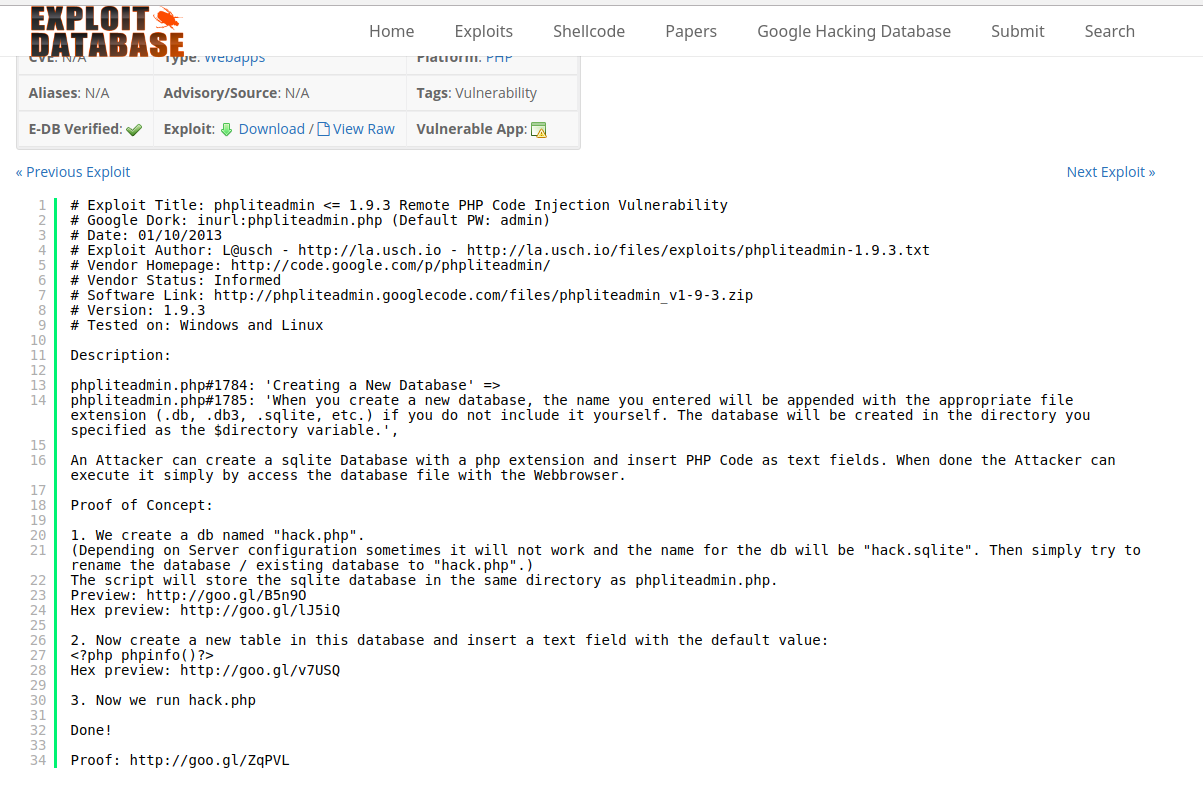 EXPLOIT
DATABASE
Home Exploits Shellcode Papers Google Hacking Database Submit Search
CVE: N/A Type: Webapps Platform: PHP
Aliases: N/A Advisory/Source: N/A Tags: Vulnerability
E-DB Verified: Exploit: Download / View Raw Vulnerable App:
« Previous Exploit Next Exploit »
1 # Exploit Title: phpliteadmin <= 1.9.3 Remote PHP Code Injection Vulnerability
2 # Google Dork: inurl:phpliteadmin.php (Default PW: admin)
3 # Date: 01/10/2013
4 # Exploit Author: L@usch - http://la.usch.io - http://la.usch.io/files/exploits/phpliteadmin-1.9.3.txt
5 # Vendor Homepage: http://code.google.com/p/phpliteadmin/
6 # Vendor Status: Informed
7 # Software Link: http://phpliteadmin.googlecode.com/files/phpliteadmin_v1-9-3.zip
8 # Version: 1.9.3
9 # Tested on: Windows and Linux
10
11 Description:
12
13 phpliteadmin.php#1784: 'Creating a New Database' =>
14 phpliteadmin.php#1785: 'When you create a new database, the name you entered will be appended with the appropriate file
extension (.db, .db3, .sqlite, etc.) if you do not include it yourself. The database will be created in the directory you
specified as the $directory variable.',
15
16 An Attacker can create a sqlite Database with a php extension and insert PHP Code as text fields. When done the Attacker can
execute it simply by access the database file with the Webbrowser.
17
18 Proof of Concept:
19
20 1. We create a db named "hack.php".
21 (Depending on Server configuration sometimes it will not work and the name for the db will be "hack.sqlite". Then simply try to
rename the database / existing database to "hack.php".)
22 The script will store the sqlite database in the same directory as phpliteadmin.php.
23 Preview: http://goo.gl/B5n9O
24 Hex preview: http://goo.gl/lJ5iQ
25
26 2. Now create a new table in this database and insert a text field with the default value:
27 <?php phpinfo()?>
28 Hex preview: http://goo.gl/v7USQ
29
30 3. Now we run hack.php
31
32 Done!
33
34 Proof: http://goo.gl/ZqPVL